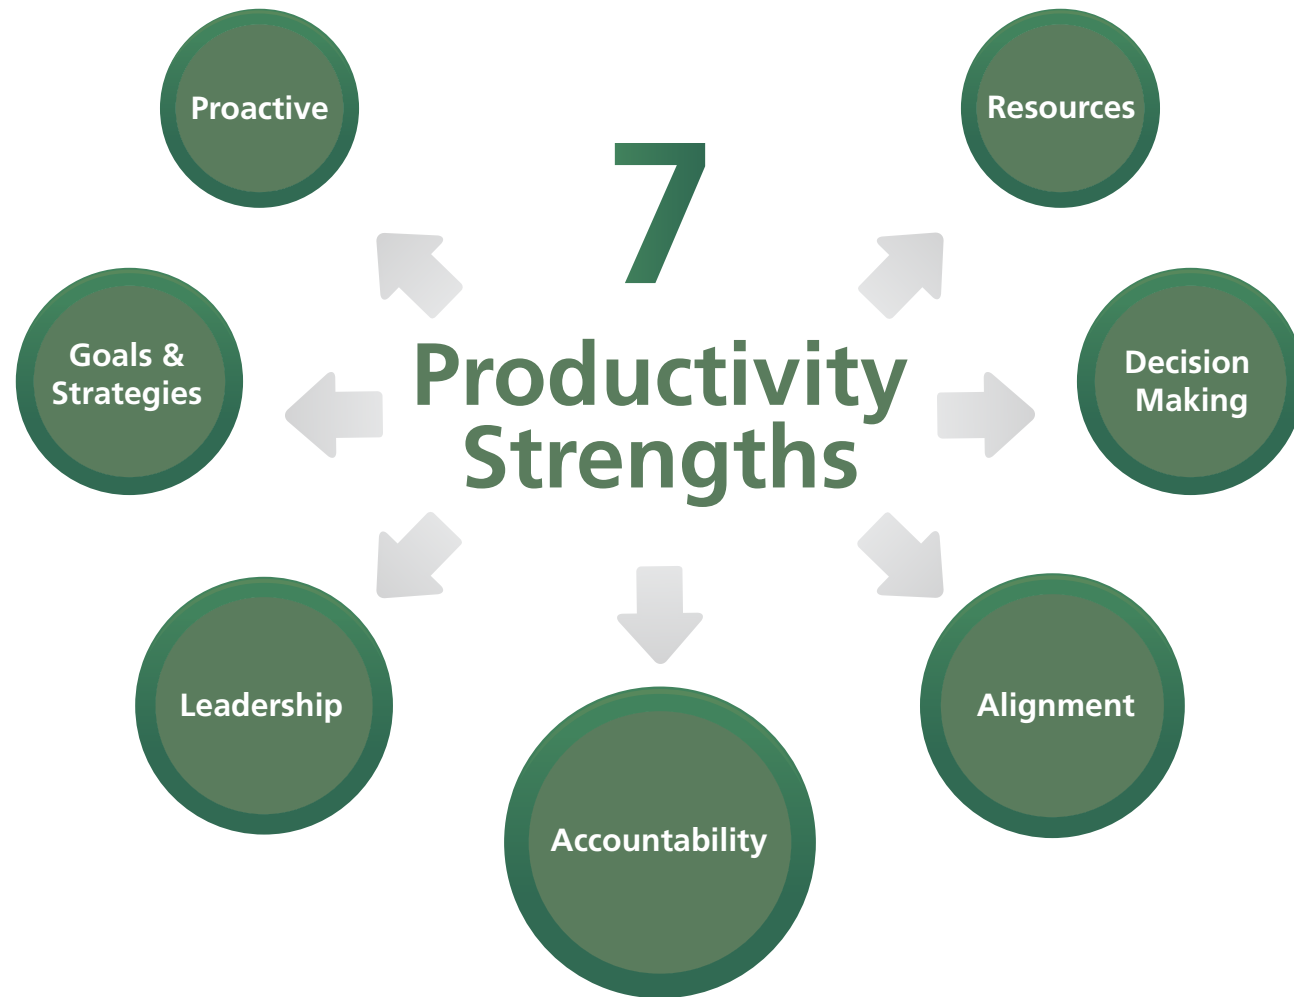 Proactive
Resources
7
Productivity
Strengths
Goals &
Strategies
Decision
Making
Leadership
Alignment
Accountability